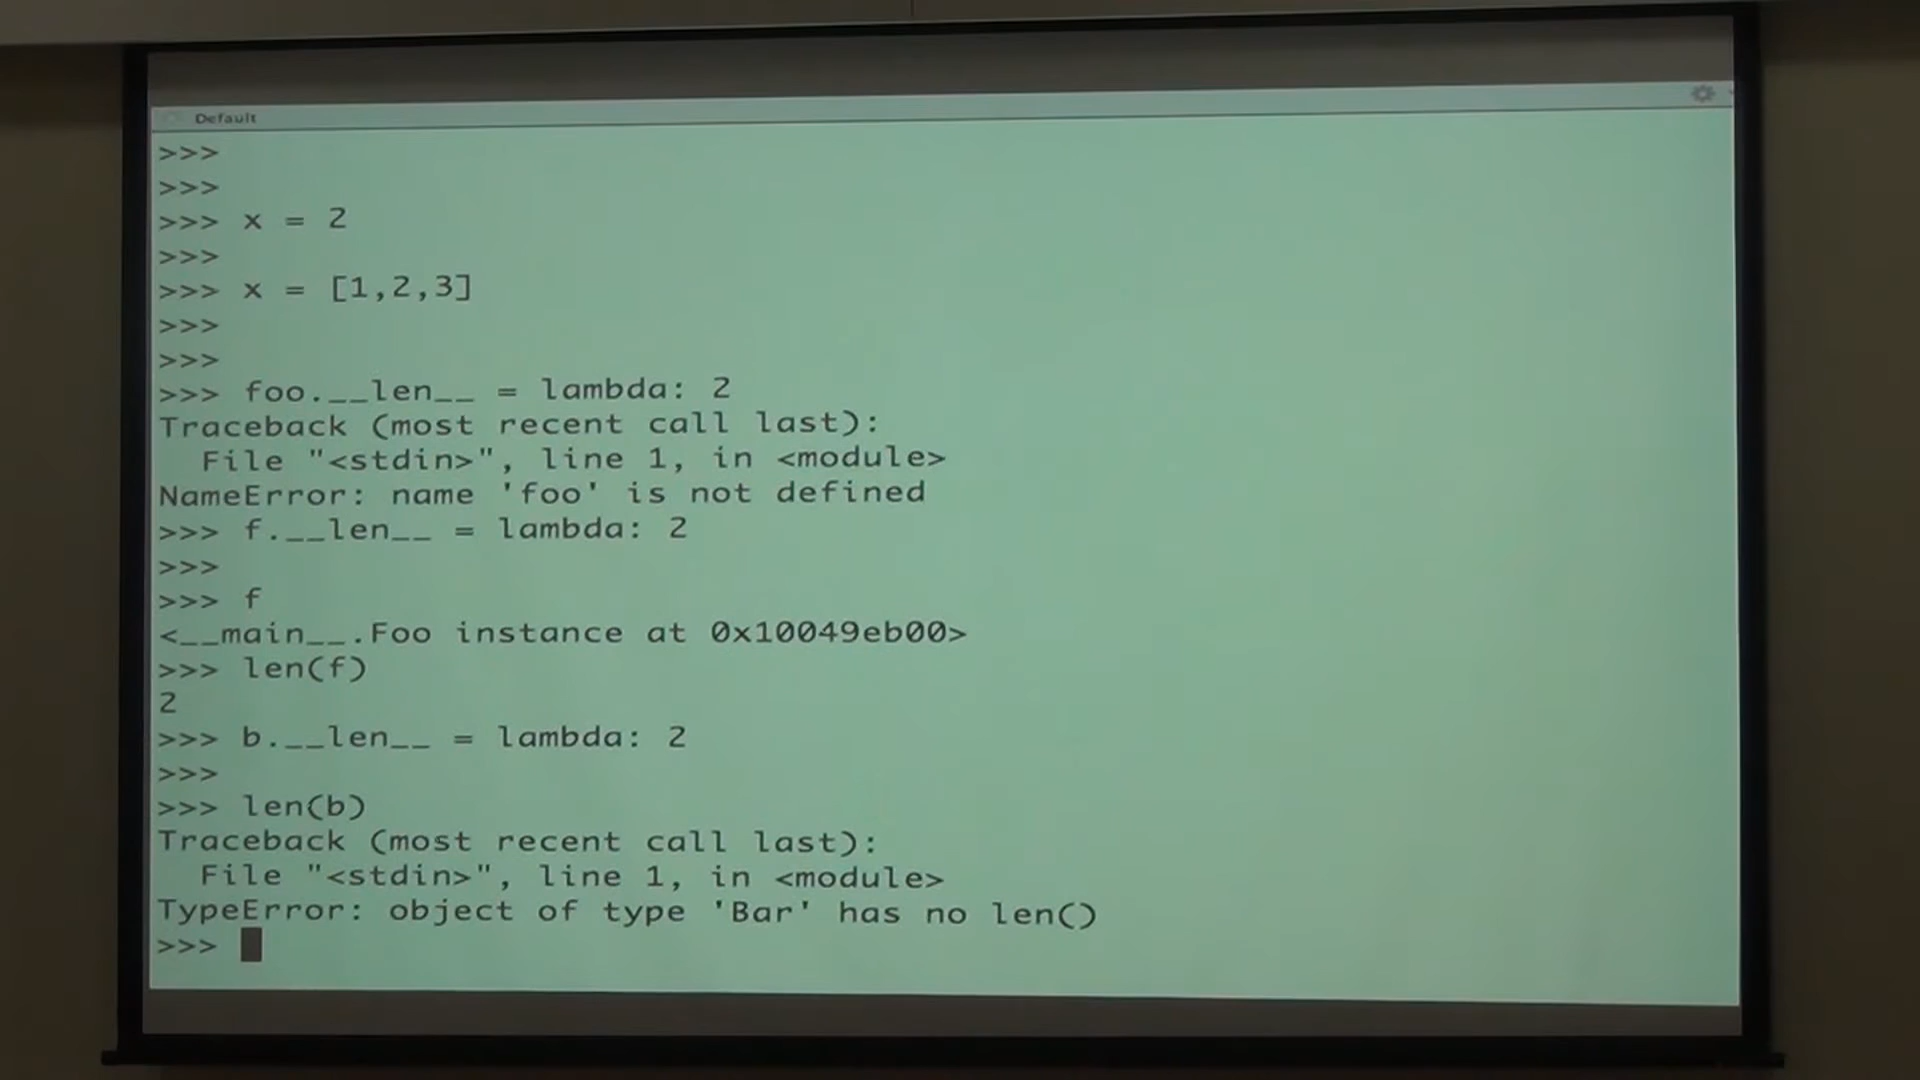 Default
>>>
>>>
>>> x = 2
>>>
>>> x = [1,2,3]
>>>
>>>
>>> foo.__len__ = lambda: 2
Traceback (most recent call last):
  File "<stdin>", line 1, in <module>
NameError: name 'foo' is not defined
>>> f.__len__ = lambda: 2
>>>
>>> f
<__main__.Foo instance at 0x10049eb00>
>>> len(f)
2
>>> b.__len__ = lambda: 2
>>>
>>> len(b)
Traceback (most recent call last):
  File "<stdin>", line 1, in <module>
TypeError: object of type 'Bar' has no len()
>>>